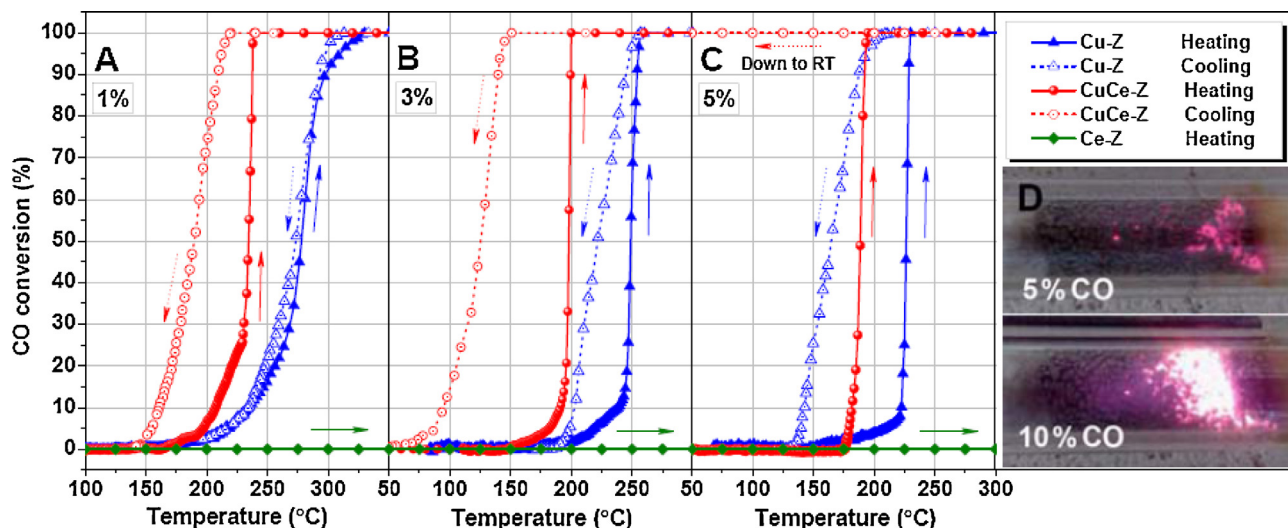 A
1%
B
3%
C
5%
Down to RT
CO conversion (%)
100
90
80
70
60
50
40
30
20
10
0
100 150 200 250 300 50 100 150 200 250 50 100 150 200 250 300
Temperature (°C) Temperature (°C) Temperature (°C)
Cu-Z Heating
Cu-Z Cooling
CuCe-Z Heating
CuCe-Z Cooling
Ce-Z Heating
D
5% CO
10% CO